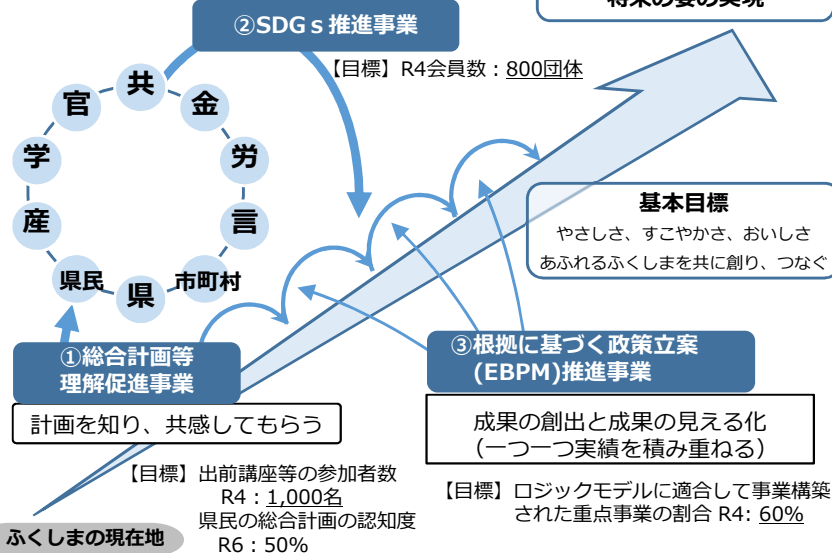 将来の姿の実現
②SDGｓ推進事業
【目標】R4会員数：800団体
共
金
労
言
市町村
県
県民
産
学
官
基本目標
やさしさ、すこやかさ、おいしさ
あふれるふくしまを共に創り、つなぐ
①総合計画等
理解促進事業
計画を知り、共感してもらう
【目標】出前講座等の参加者数
R4：1,000名
県民の総合計画の認知度
R6：50%
③根拠に基づく政策立案
(EBPM)推進事業
成果の創出と成果の見える化
（一つ一つ実績を積み重ねる）
【目標】ロジックモデルに適合して事業構築
された重点事業の割合 R4: 60%
ふくしまの現在地